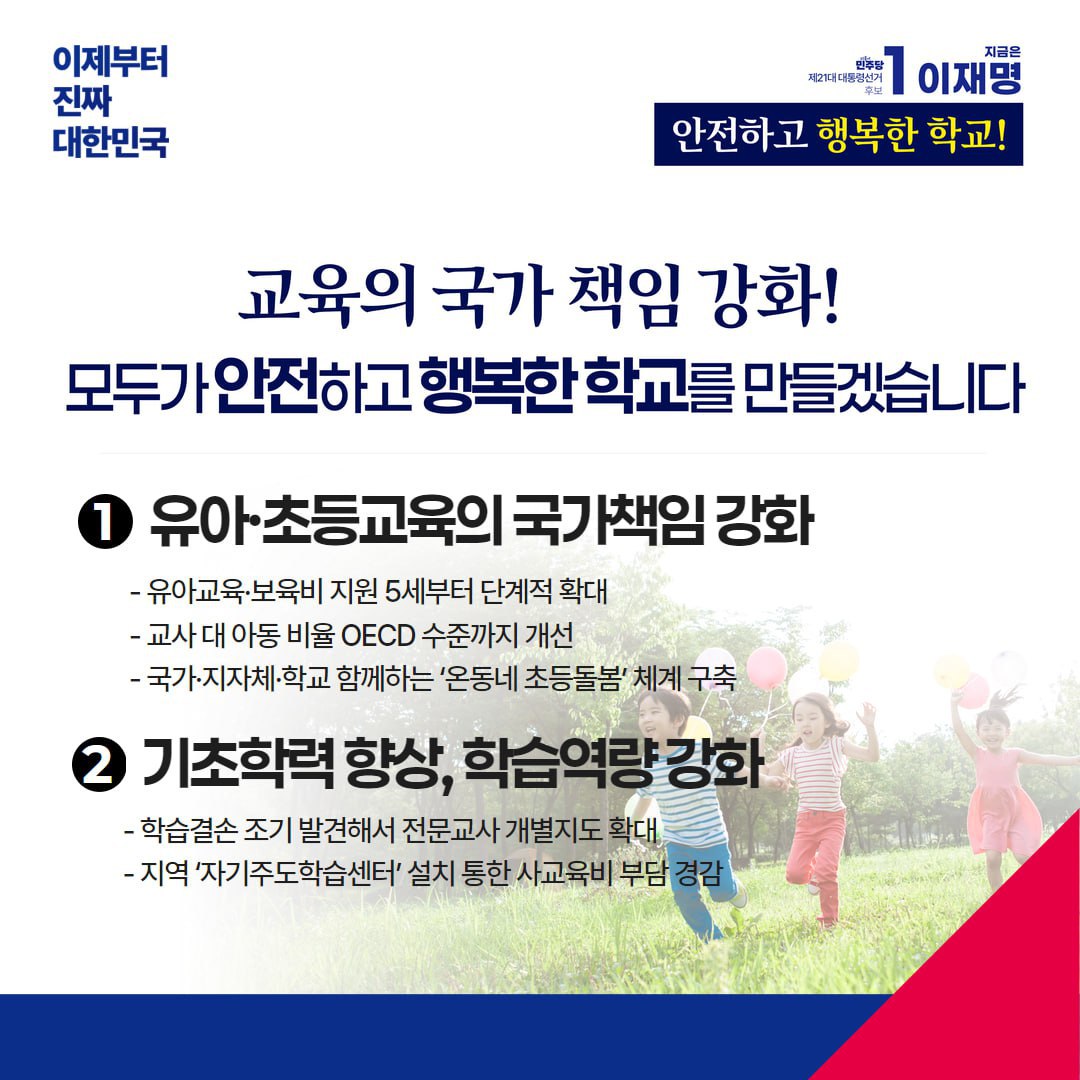 이제부터
진짜
대한민국
지금은
민주당
제21대 대통령선거
후보
1 이재명
안전하고 행복한 학교!
교육의 국가 책임 강화!
모두가 안전하고 행복한 학교를 만들겠습니다
1 유아·초등교육의 국가책임 강화
- 유아교육·보육비 지원 5세부터 단계적 확대
- 교사 대 아동 비율 OECD 수준까지 개선
- 국가·지자체·학교 함께하는 ‘온동네 초등돌봄‘ 체계 구축
2 기초학력 향상, 학습역량 강화
- 학습결손 조기 발견해서 전문교사 개별지도 확대
- 지역 ‘자기주도학습센터’ 설치 통한 사교육비 부담 경감